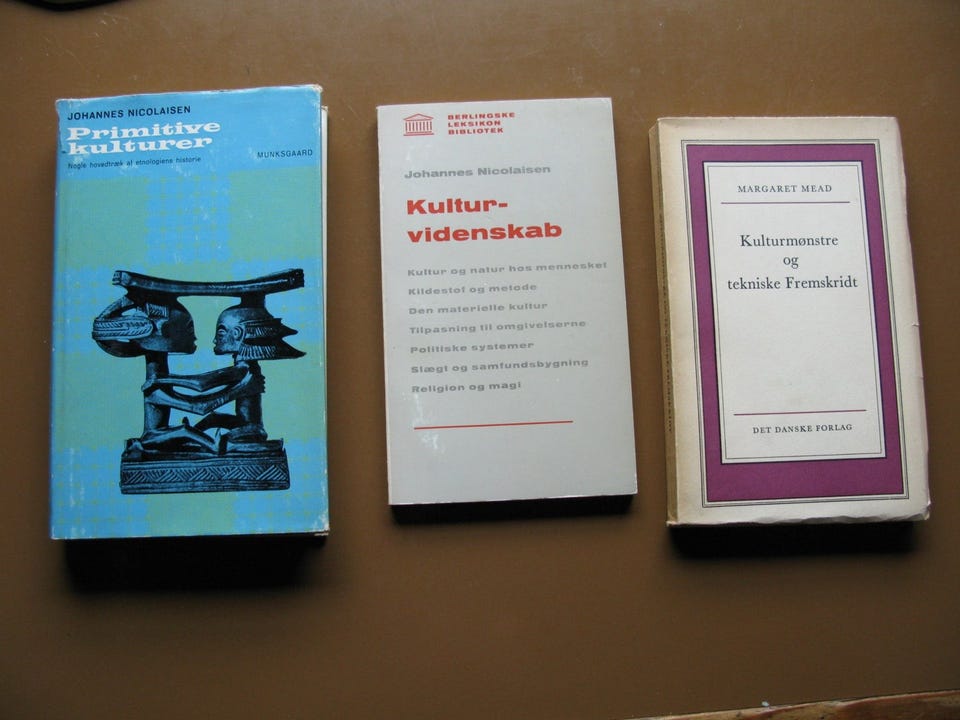 JOHANNES NICOLAISEN
Primitive
kulturer
Nogle hovedtræk af etnologiens historie
MUNKSGAARD
BERLINGSKE
LEKSIKON
BIBLIOTEK
Johannes Nicolaisen
Kultur-
videnskab
Kultur og natur hos mennesket
Kildestof og metode
Den materielle kultur
Tilpasning til omgivelserne
Politiske systemer
Slægt og samfundsbygning
Religion og magi
MARGARET MEAD
Kulturmønstre
og
tekniske Fremskridt
DET DANSKE FORLAG